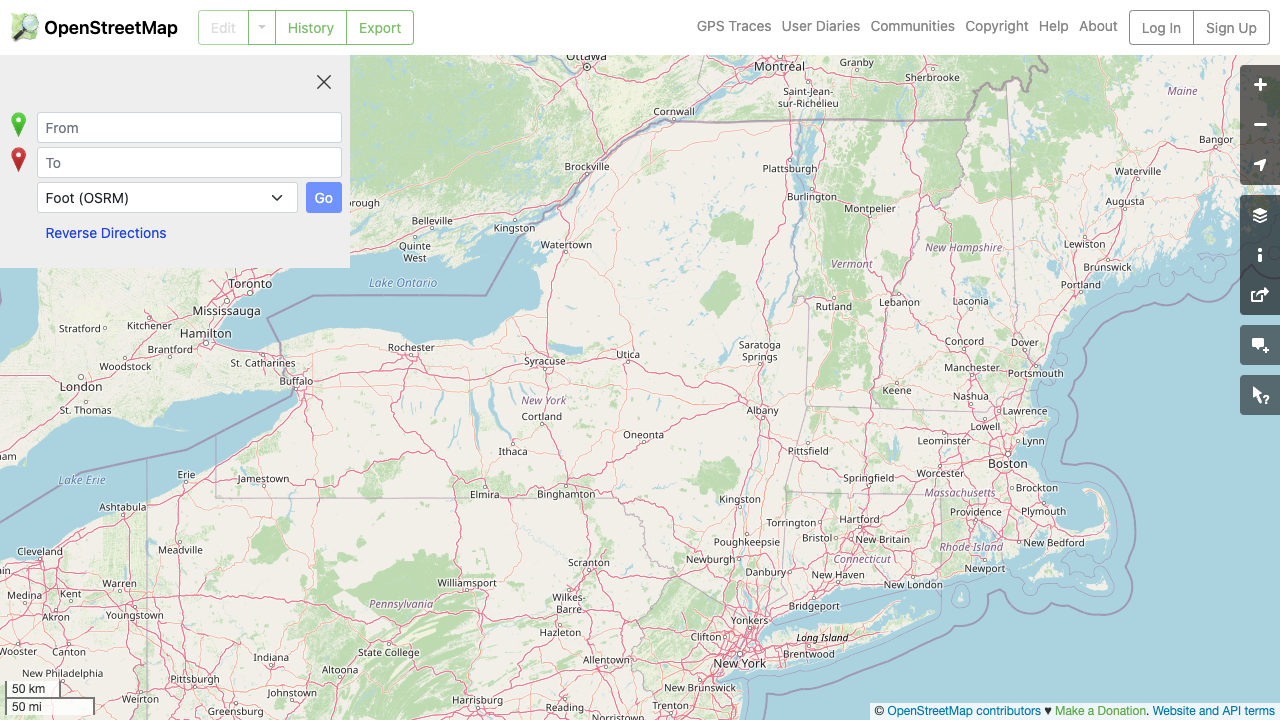 OpenStreetMap
Edit
History
Export
GPS Traces
User Diaries
Communities
Copyright
Help
About
Log In
Sign Up
From
To
Foot (OSRM)
Go
Reverse Directions
Ottawa
Montréal
Granby
Sherbrooke
Saint-Jean-
sur-Richelieu
Cornwall
Maine
Bangor
Brockville
Plattsburgh
Waterville
Burlington
Augusta
Montpelier
Belleville
Kingston
Quinte
West
Watertown
Lewiston
New Hampshire
Brunswick
Vermont
Portland
Lake Ontario
Toronto
Mississauga
Rutland
Lebanon
Laconia
Stratford
Kitchener
Hamilton
Brantford
Woodstock
St. Catharines
Rochester
Syracuse
Utica
Saratoga
Springs
Concord
Dover
Manchester
Portsmouth
London
St. Thomas
Buffalo
New York
Cortland
Albany
Keene
Nashua
Lawrence
Lowell
Oneonta
Ithaca
Pittsfield
Leominster
Lynn
Boston
Lake Erie
Erie
Jamestown
Elmira
Binghamton
Springfield
Worcester
Massachusetts
Brockton
Kingston
Ashtabula
Torrington
Hartford
Providence
Plymouth
Bristol
New Britain
Poughkeepsie
New Bedford
Rhode Island
Cleveland
Meadville
Newburgh
Connecticut
Danbury
New Haven
Newport
Scranton
Williamsport
New London
Warren
Medina
Kent
Akron
Youngstown
Pennsylvania
Wilkes-
Barre
Bridgeport
Yonkers
Clifton
Long Island
Hazleton
Wooster
Canton
State College
Brentwood
New York
Indiana
Altoona
Allentown
New Philadelphia
Pittsburgh
New Brunswick
Johnstown
Weirton
Harrisburg
Reading
Trenton
Greensburg
Norristown
50 km
50 mi
© OpenStreetMap contributors ♥ Make a Donation. Website and API terms